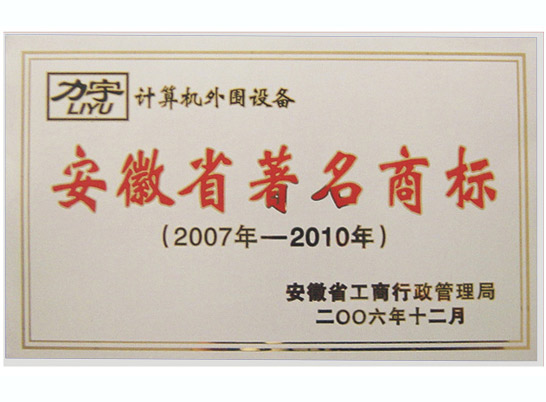 力宇
LIYU 计算机外围设备
安徽省著名商标
(2007年—2010年)
安徽省工商行政管理局
二〇〇六年十二月